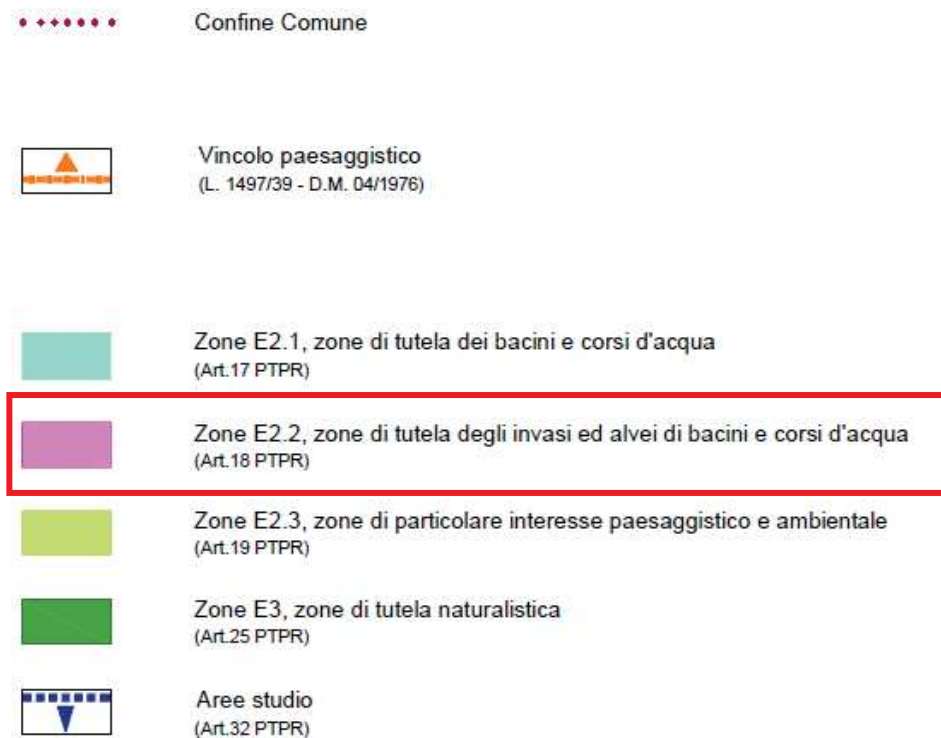 Confine Comune
Vincolo paesaggistico
(L. 1497/39 - D.M. 04/1976)
Zone E2.1, zone di tutela dei bacini e corsi d'acqua
(Art.17 PTPR)
Zone E2.2, zone di tutela degli invasi ed alvei di bacini e corsi d'acqua
(Art.18 PTPR)
Zone E2.3, zone di particolare interesse paesaggistico e ambientale
(Art.19 PTPR)
Zone E3, zone di tutela naturalistica
(Art.25 PTPR)
Aree studio
(Art.32 PTPR)